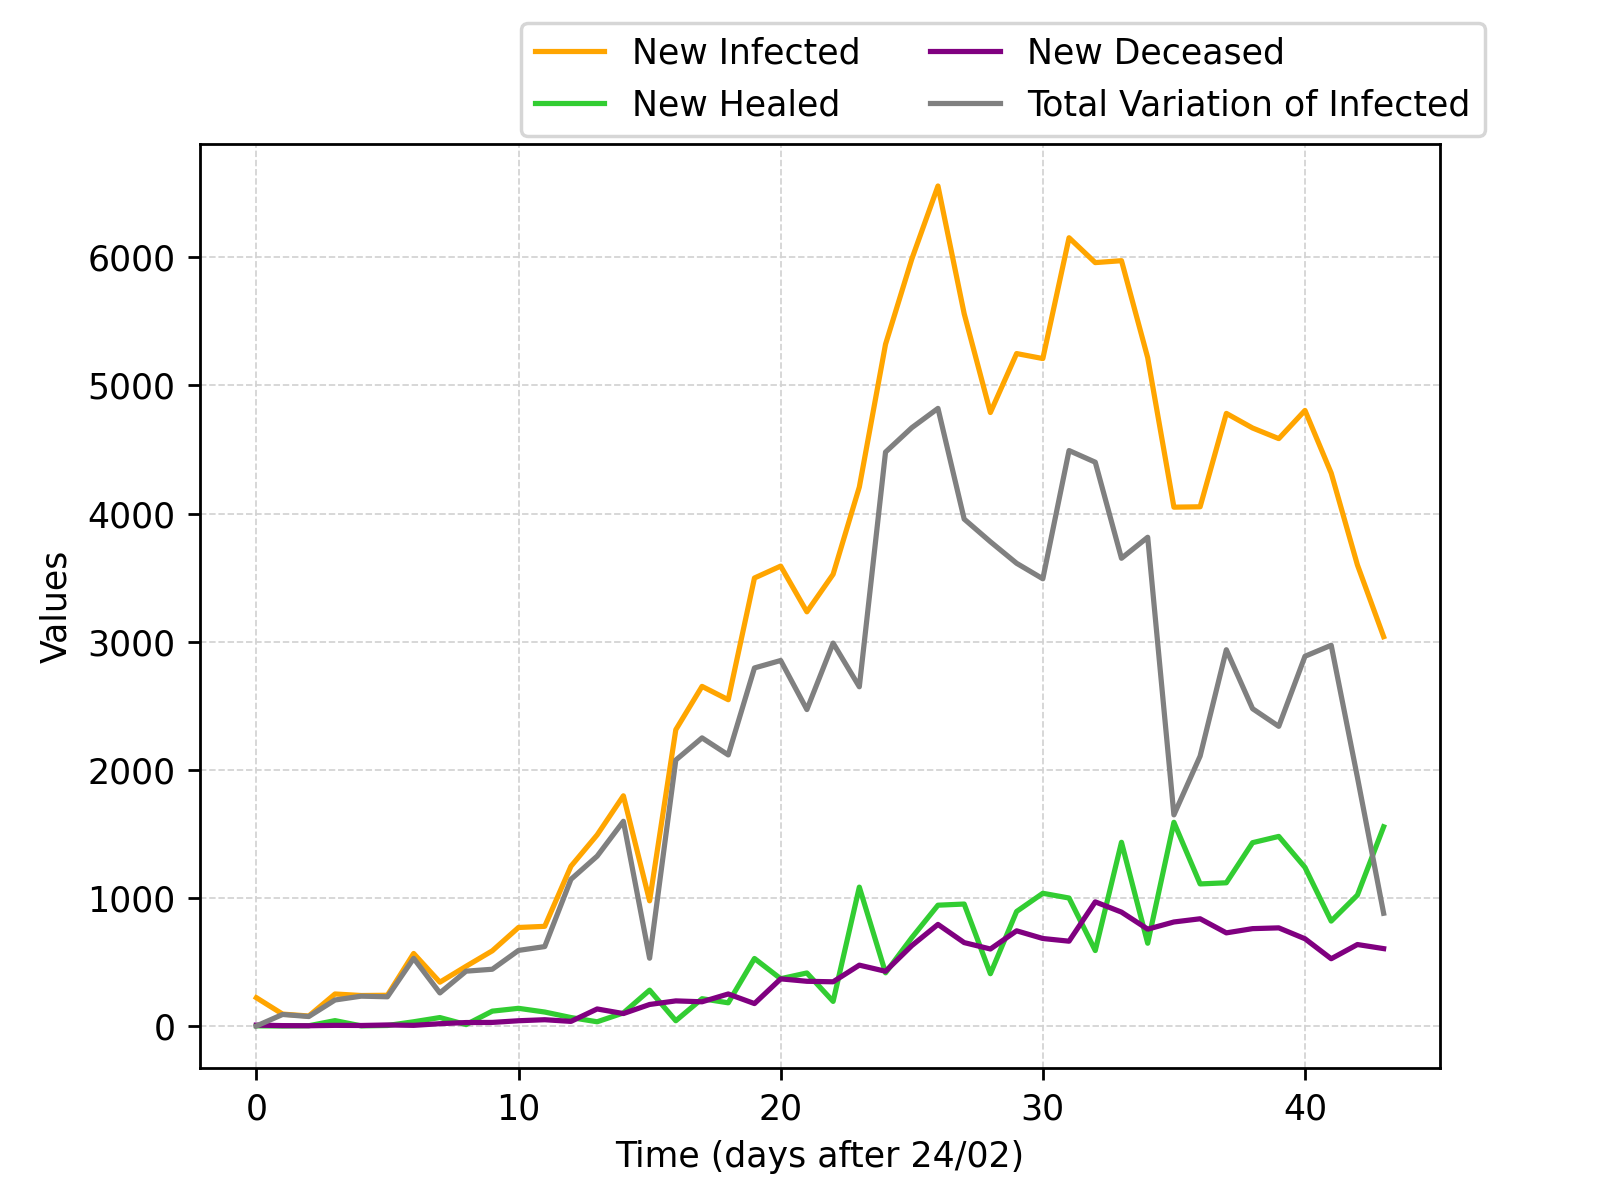 New Infected
New Healed
New Deceased
Total Variation of Infected
6000
5000
4000
3000
2000
1000
0
Values
0 10 20 30 40
Time (days after 24/02)